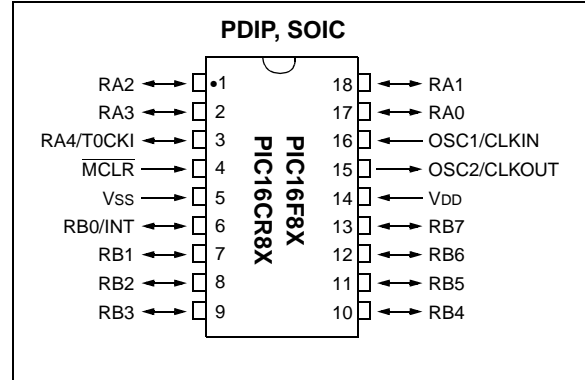 PDIP, SOIC
RA2 •1 18 RA1
RA3 2 17 RA0
RA4/T0CKI 3 16 OSC1/CLKIN
MCLR 4 15 OSC2/CLKOUT
VSS 5 14 VDD
RB0/INT 6 13 RB7
RB1 7 12 RB6
RB2 8 11 RB5
RB3 9 10 RB4
PIC16F8X
PIC16CR8X